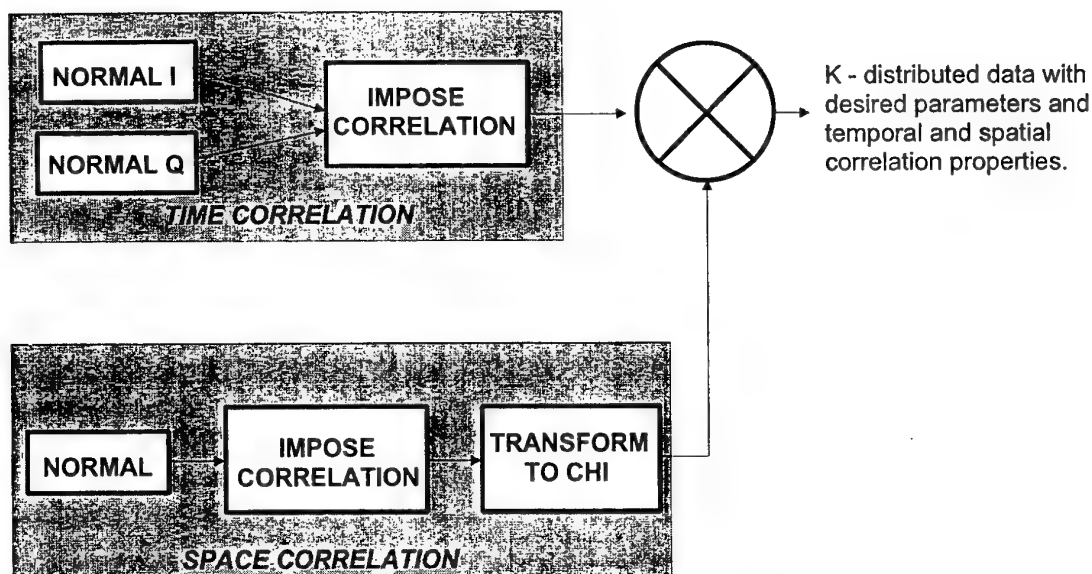 NORMAL I
NORMAL Q
IMPOSE
CORRELATION
TIME CORRELATION
K - distributed data with
desired parameters and
temporal and spatial
correlation properties.
NORMAL
IMPOSE
CORRELATION
TRANSFORM
TO CHI
SPACE CORRELATION